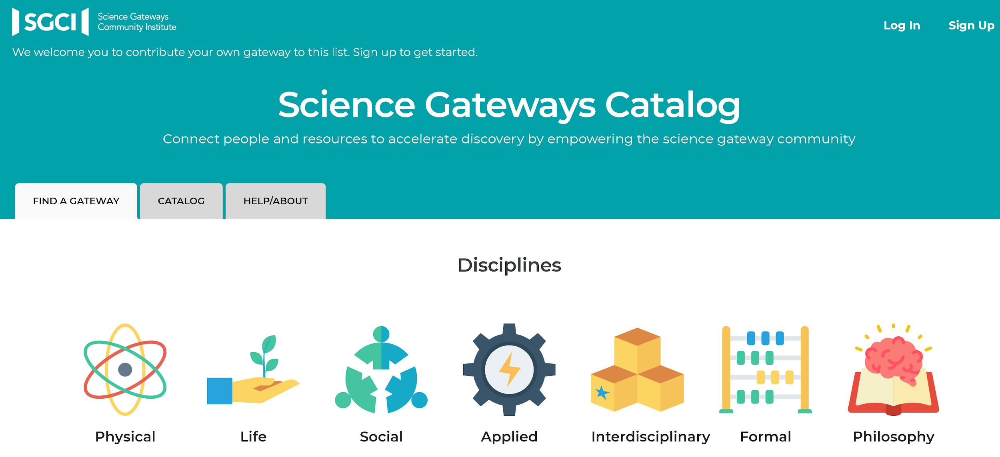 SGCI
Science Gateways
Community Institute
Log In
Sign Up
We welcome you to contribute your own gateway to this list. Sign up to get started.
Science Gateways Catalog
Connect people and resources to accelerate discovery by empowering the science gateway community
FIND A GATEWAY
CATALOG
HELP/ABOUT
Disciplines
Physical
Life
Social
Applied
Interdisciplinary
Formal
Philosophy